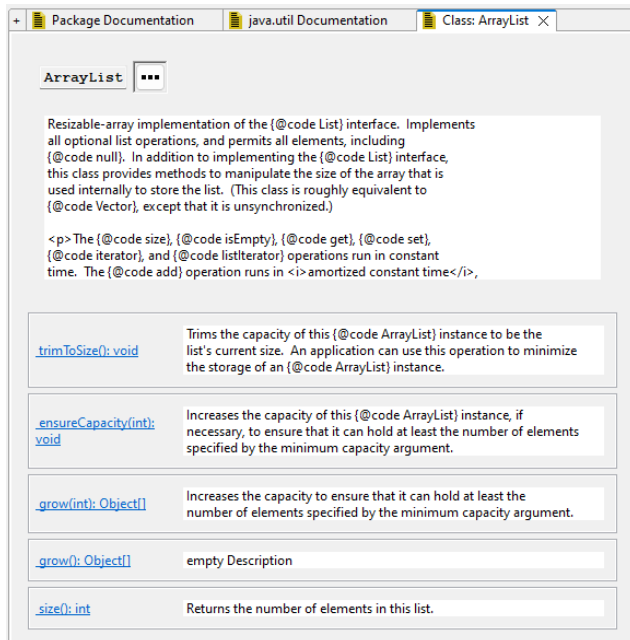 + Package Documentation java.util Documentation Class: ArrayList ×
ArrayList ...
Resizable-array implementation of the {@code List} interface.  Implements
all optional list operations, and permits all elements, including
{@code null}.  In addition to implementing the {@code List} interface,
this class provides methods to manipulate the size of the array that is
used internally to store the list.  (This class is roughly equivalent to
{@code Vector}, except that it is unsynchronized.)
<p>The {@code size}, {@code isEmpty}, {@code get}, {@code set},
{@code iterator}, and {@code listIterator} operations run in constant
time.  The {@code add} operation runs in <i>amortized constant time</i>,
trimToSize(): void
Trims the capacity of this {@code ArrayList} instance to be the
list's current size.  An application can use this operation to minimize
the storage of an {@code ArrayList} instance.
ensureCapacity(int):
void
Increases the capacity of this {@code ArrayList} instance, if
necessary, to ensure that it can hold at least the number of elements
specified by the minimum capacity argument.
grow(int): Object[]
Increases the capacity to ensure that it can hold at least the
number of elements specified by the minimum capacity argument.
grow(): Object[]
empty Description
size(): int
Returns the number of elements in this list.